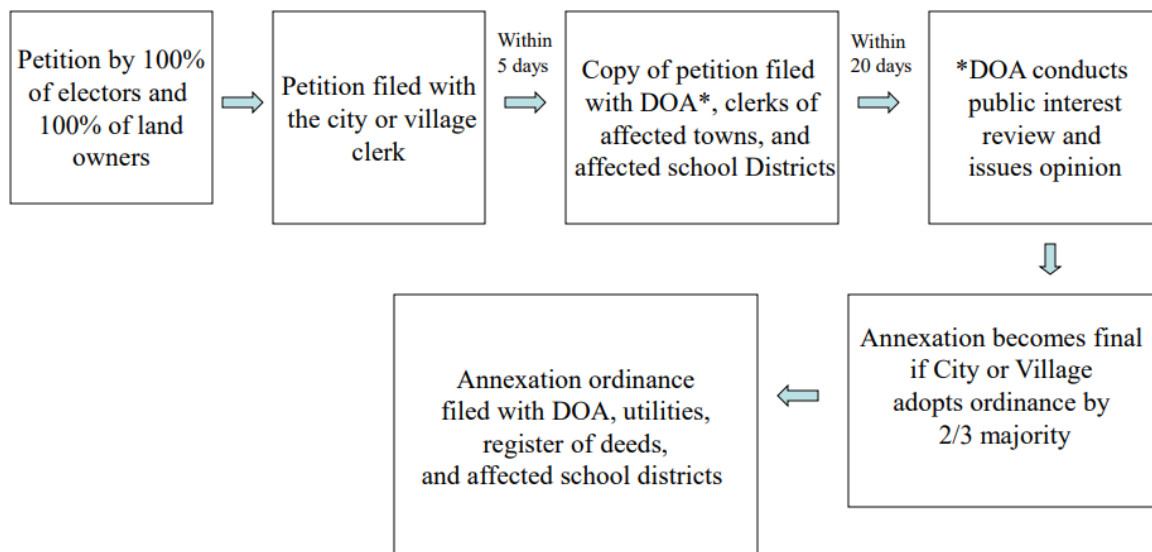 Petition by 100%
of electors and
100% of land
owners
Petition filed with
the city or village
clerk
Within
5 days
Copy of petition filed
with DOA*, clerks of
affected towns, and
affected school Districts
Within
20 days
*DOA conducts
public interest
review and
issues opinion
Annexation becomes final
if City or Village
adopts ordinance by
2/3 majority
Annexation ordinance
filed with DOA, utilities,
register of deeds,
and affected school districts